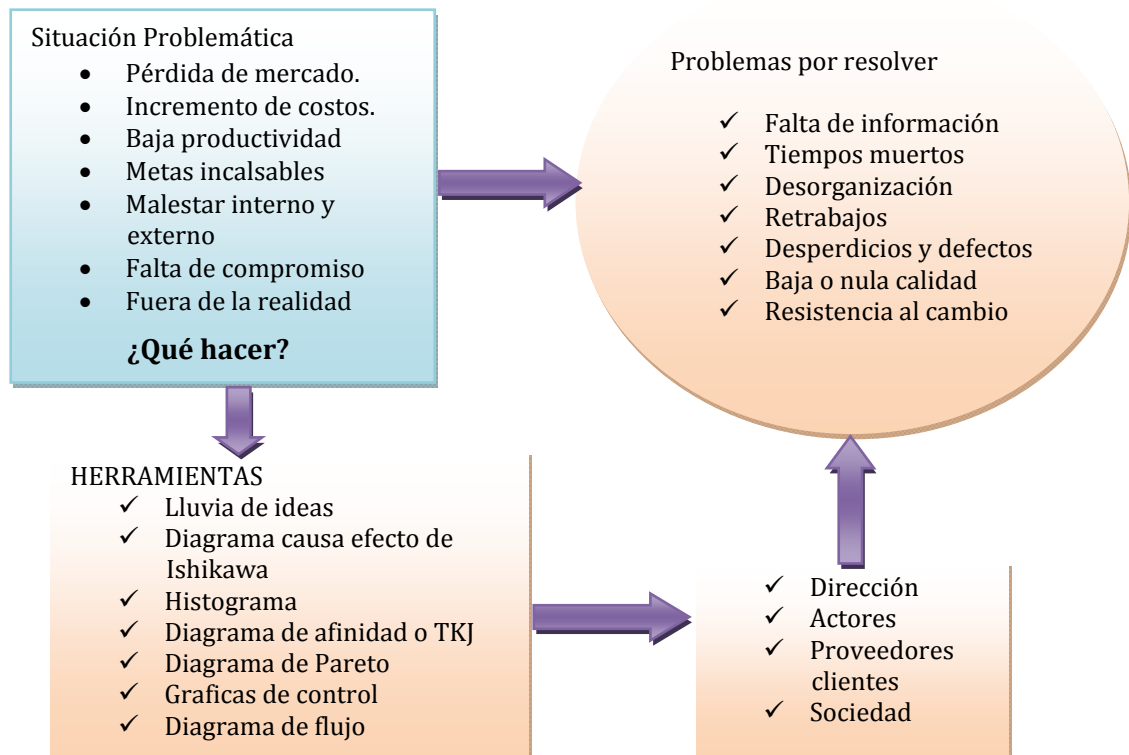 Situación Problemática
• Pérdida de mercado.
• Incremento de costos.
• Baja productividad
• Metas incalsables
• Malestar interno y
externo
• Falta de compromiso
• Fuera de la realidad
¿Qué hacer?
Problemas por resolver
✓ Falta de información
✓ Tiempos muertos
✓ Desorganización
✓ Retrabajos
✓ Desperdicios y defectos
✓ Baja o nula calidad
✓ Resistencia al cambio
HERRAMIENTAS
✓ Lluvia de ideas
✓ Diagrama causa efecto de
Ishikawa
✓ Histograma
✓ Diagrama de afinidad o TKJ
✓ Diagrama de Pareto
✓ Graficas de control
✓ Diagrama de flujo
✓ Dirección
✓ Actores
✓ Proveedores
clientes
✓ Sociedad